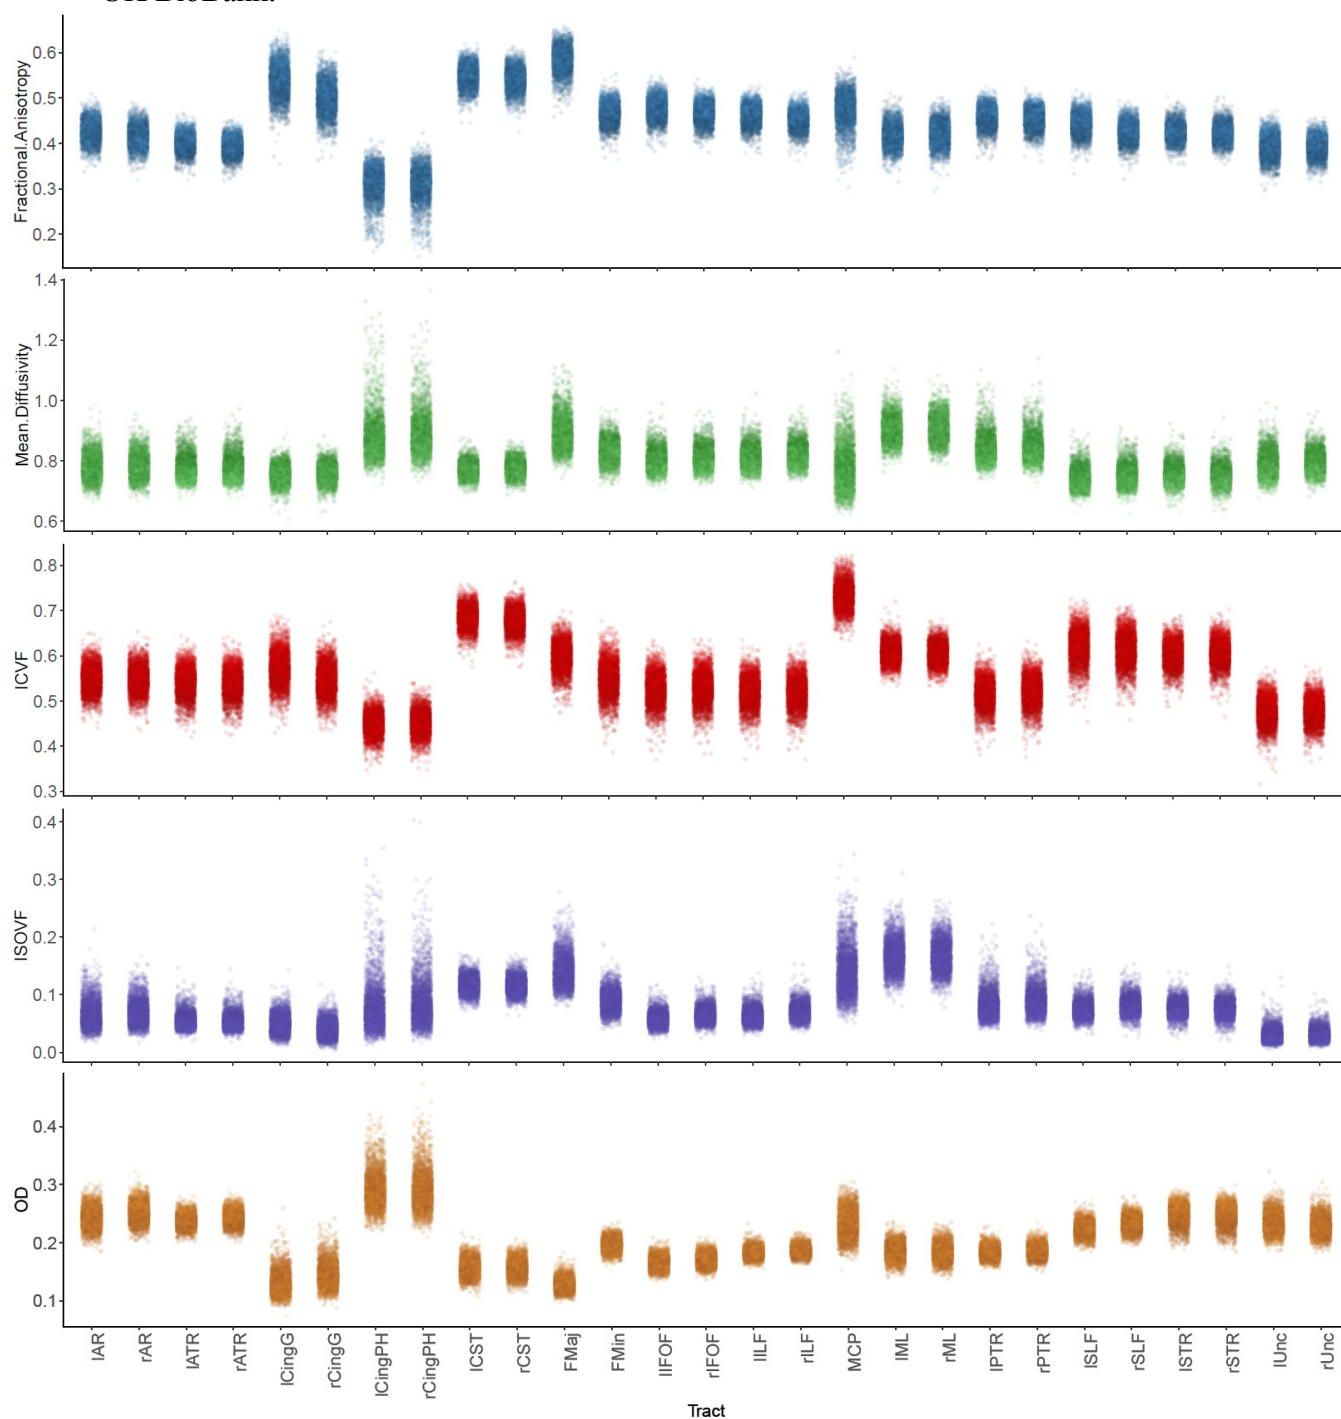 UK BioBank.
Fractional.Anisotropy
0.6
0.5
0.4
0.3
0.2
Mean.Diffusivity
1.4
1.2
1.0
0.8
0.6
ICVF
0.8
0.7
0.6
0.5
0.4
0.3
ISOVF
0.4
0.3
0.2
0.1
0.0
OD
0.4
0.3
0.2
0.1
lAR
rAR
lATR
rATR
lCingG
rCingG
lCingPH
rCingPH
lCST
rCST
FMaj
FMin
lIFOF
rIFOF
lILF
rILF
MCP
lML
rML
lPTR
rPTR
lSLF
rSLF
lSTR
rSTR
lUnc
rUnc
Tract